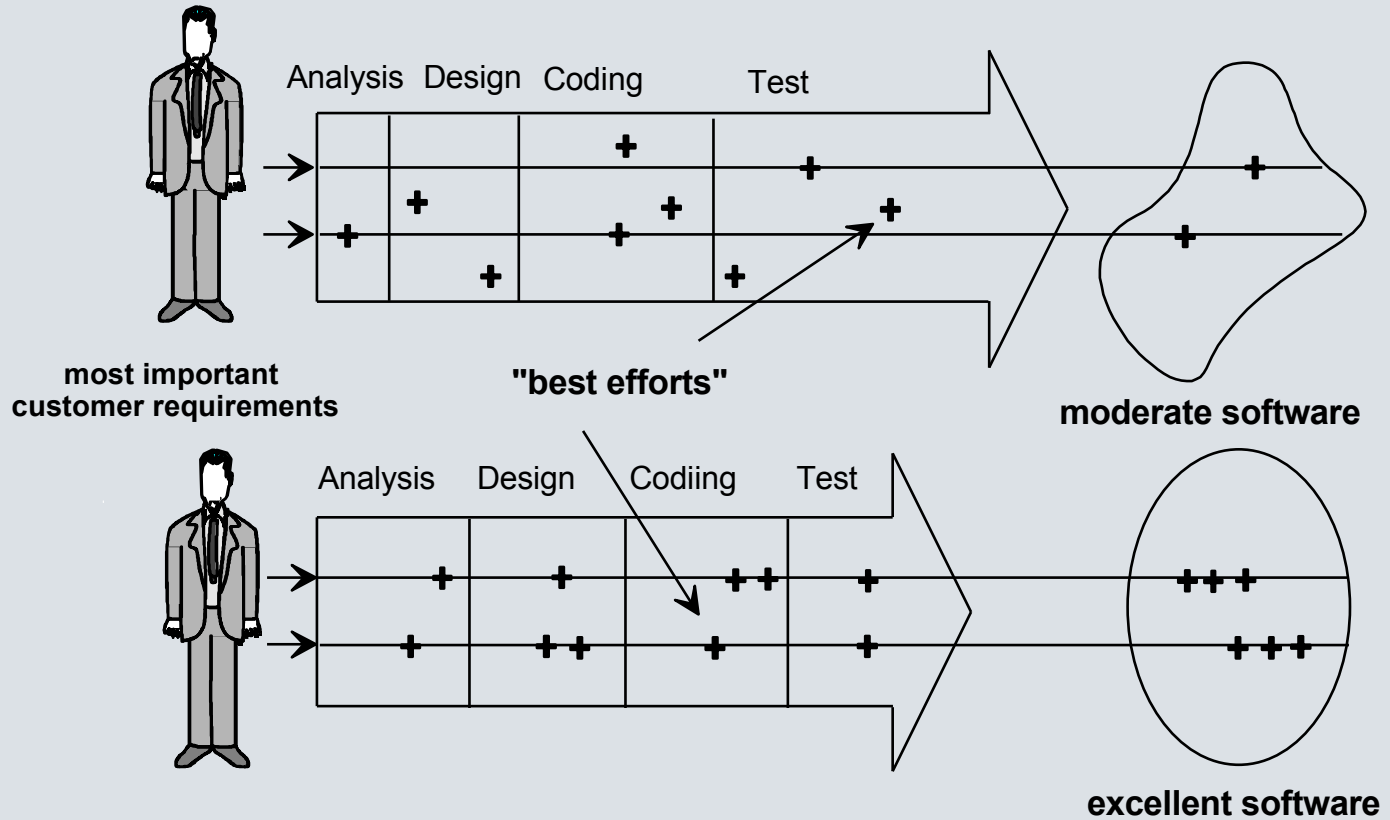 Analysis Design Coding Test
most important
customer requirements
"best efforts"
moderate software
Analysis Design Codiing Test
excellent software